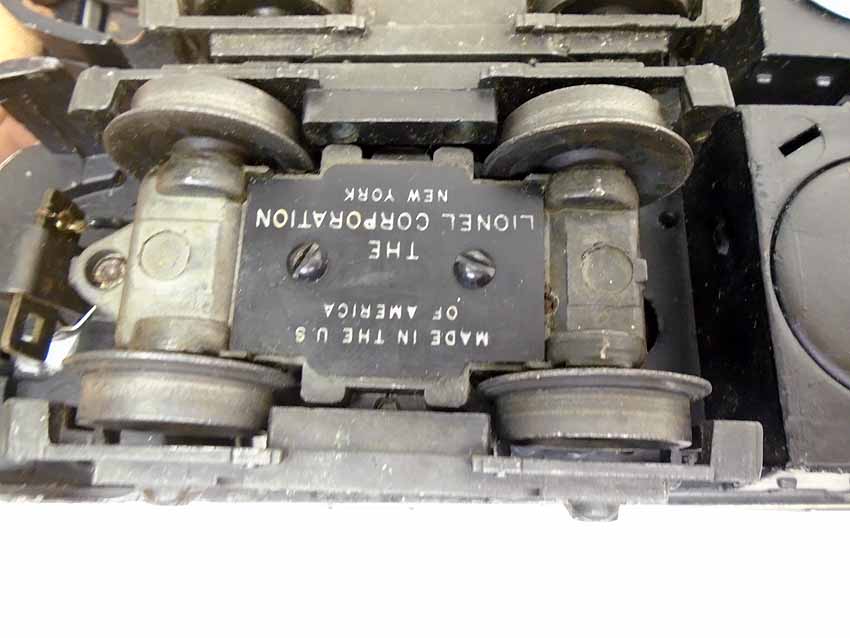 MADE IN THE U.S
OF AMERICA
THE
LIONEL CORPORATION
NEW YORK